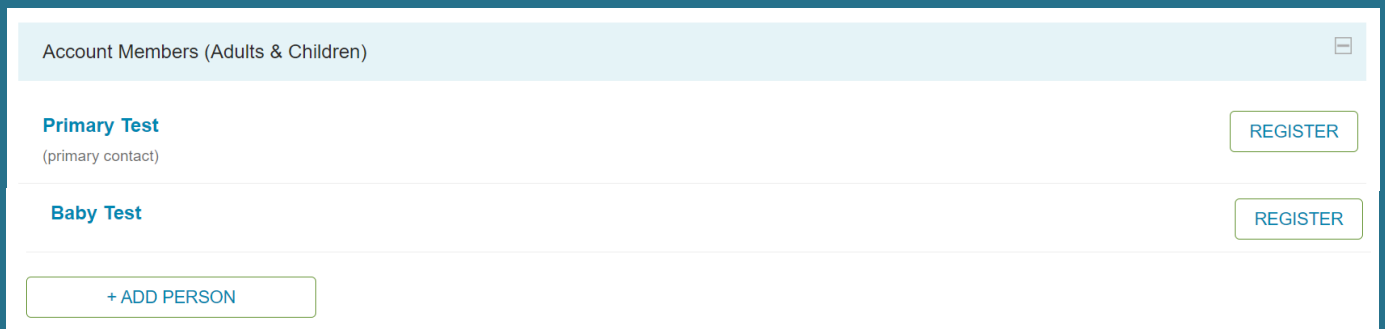 Account Members (Adults & Children)
Primary Test
REGISTER
(primary contact)
Baby Test
REGISTER
+ ADD PERSON